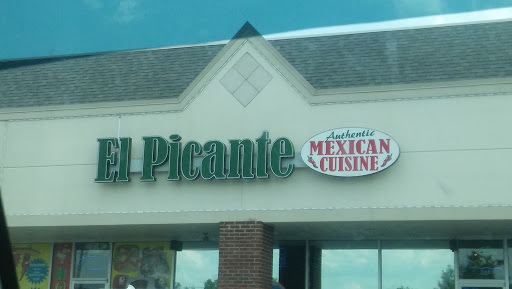 El Picante
Authentic
MEXICAN
CUISINE